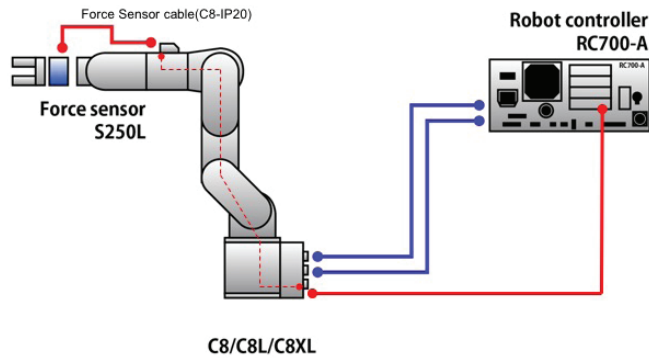 Force Sensor cable(C8-IP20)
Robot controller
RC700-A
RC700-A
Force sensor
S250L
C8/C8L/C8XL